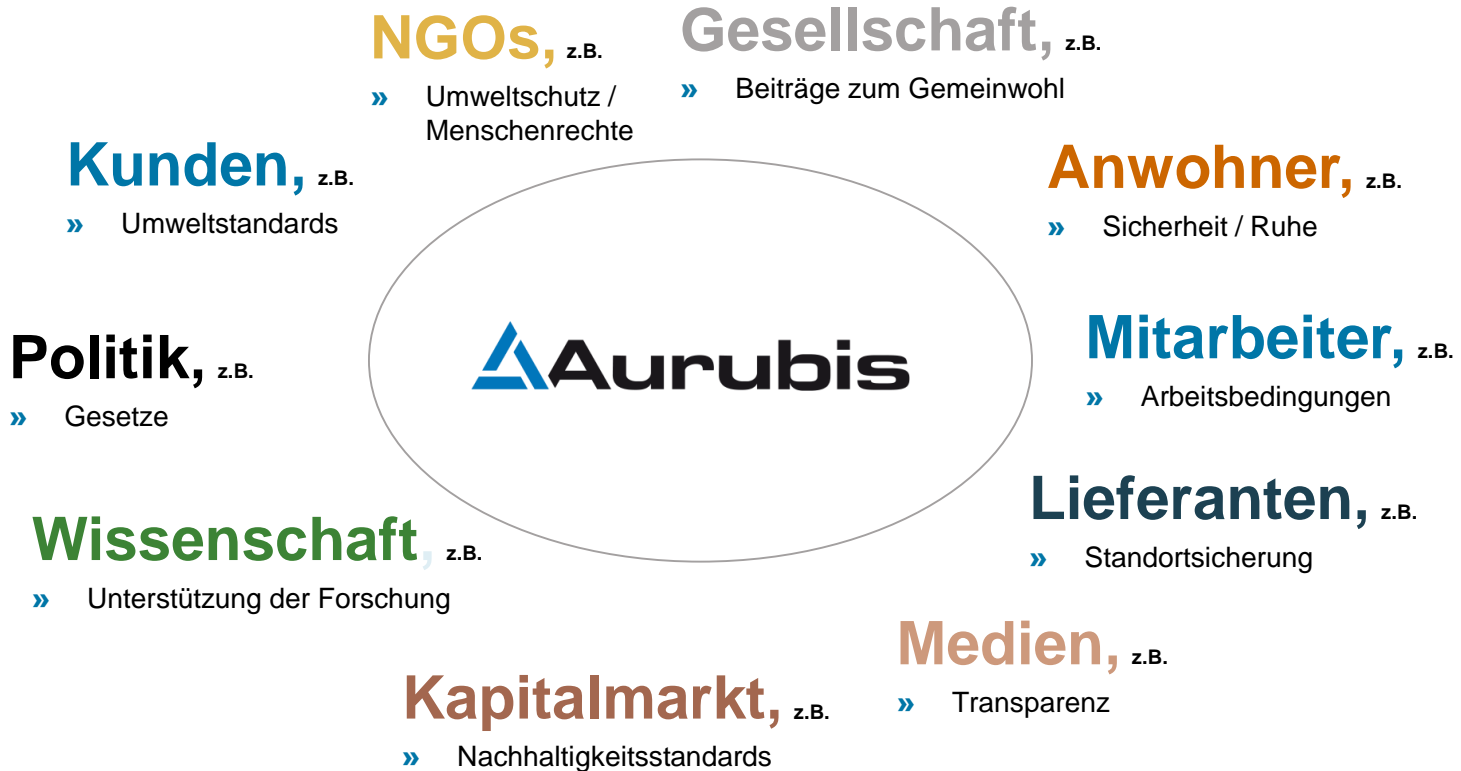 NGOs, z.B.
» Umweltschutz /
Menschenrechte
Gesellschaft, z.B.
» Beiträge zum Gemeinwohl
Kunden, z.B.
» Umweltstandards
Anwohner, z.B.
» Sicherheit / Ruhe
Politik, z.B.
» Gesetze
Aurubis
Mitarbeiter, z.B.
» Arbeitsbedingungen
Wissenschaft, z.B.
» Unterstützung der Forschung
Lieferanten, z.B.
» Standortsicherung
Kapitalmarkt, z.B.
» Nachhaltigkeitsstandards
Medien, z.B.
» Transparenz